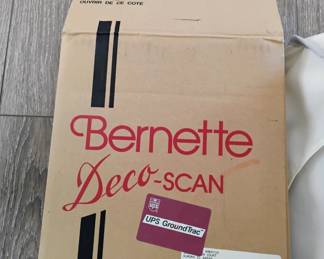 OUVRIR DE CE COTE
Bernette
Deco-SCAN
UPS GroundTrac